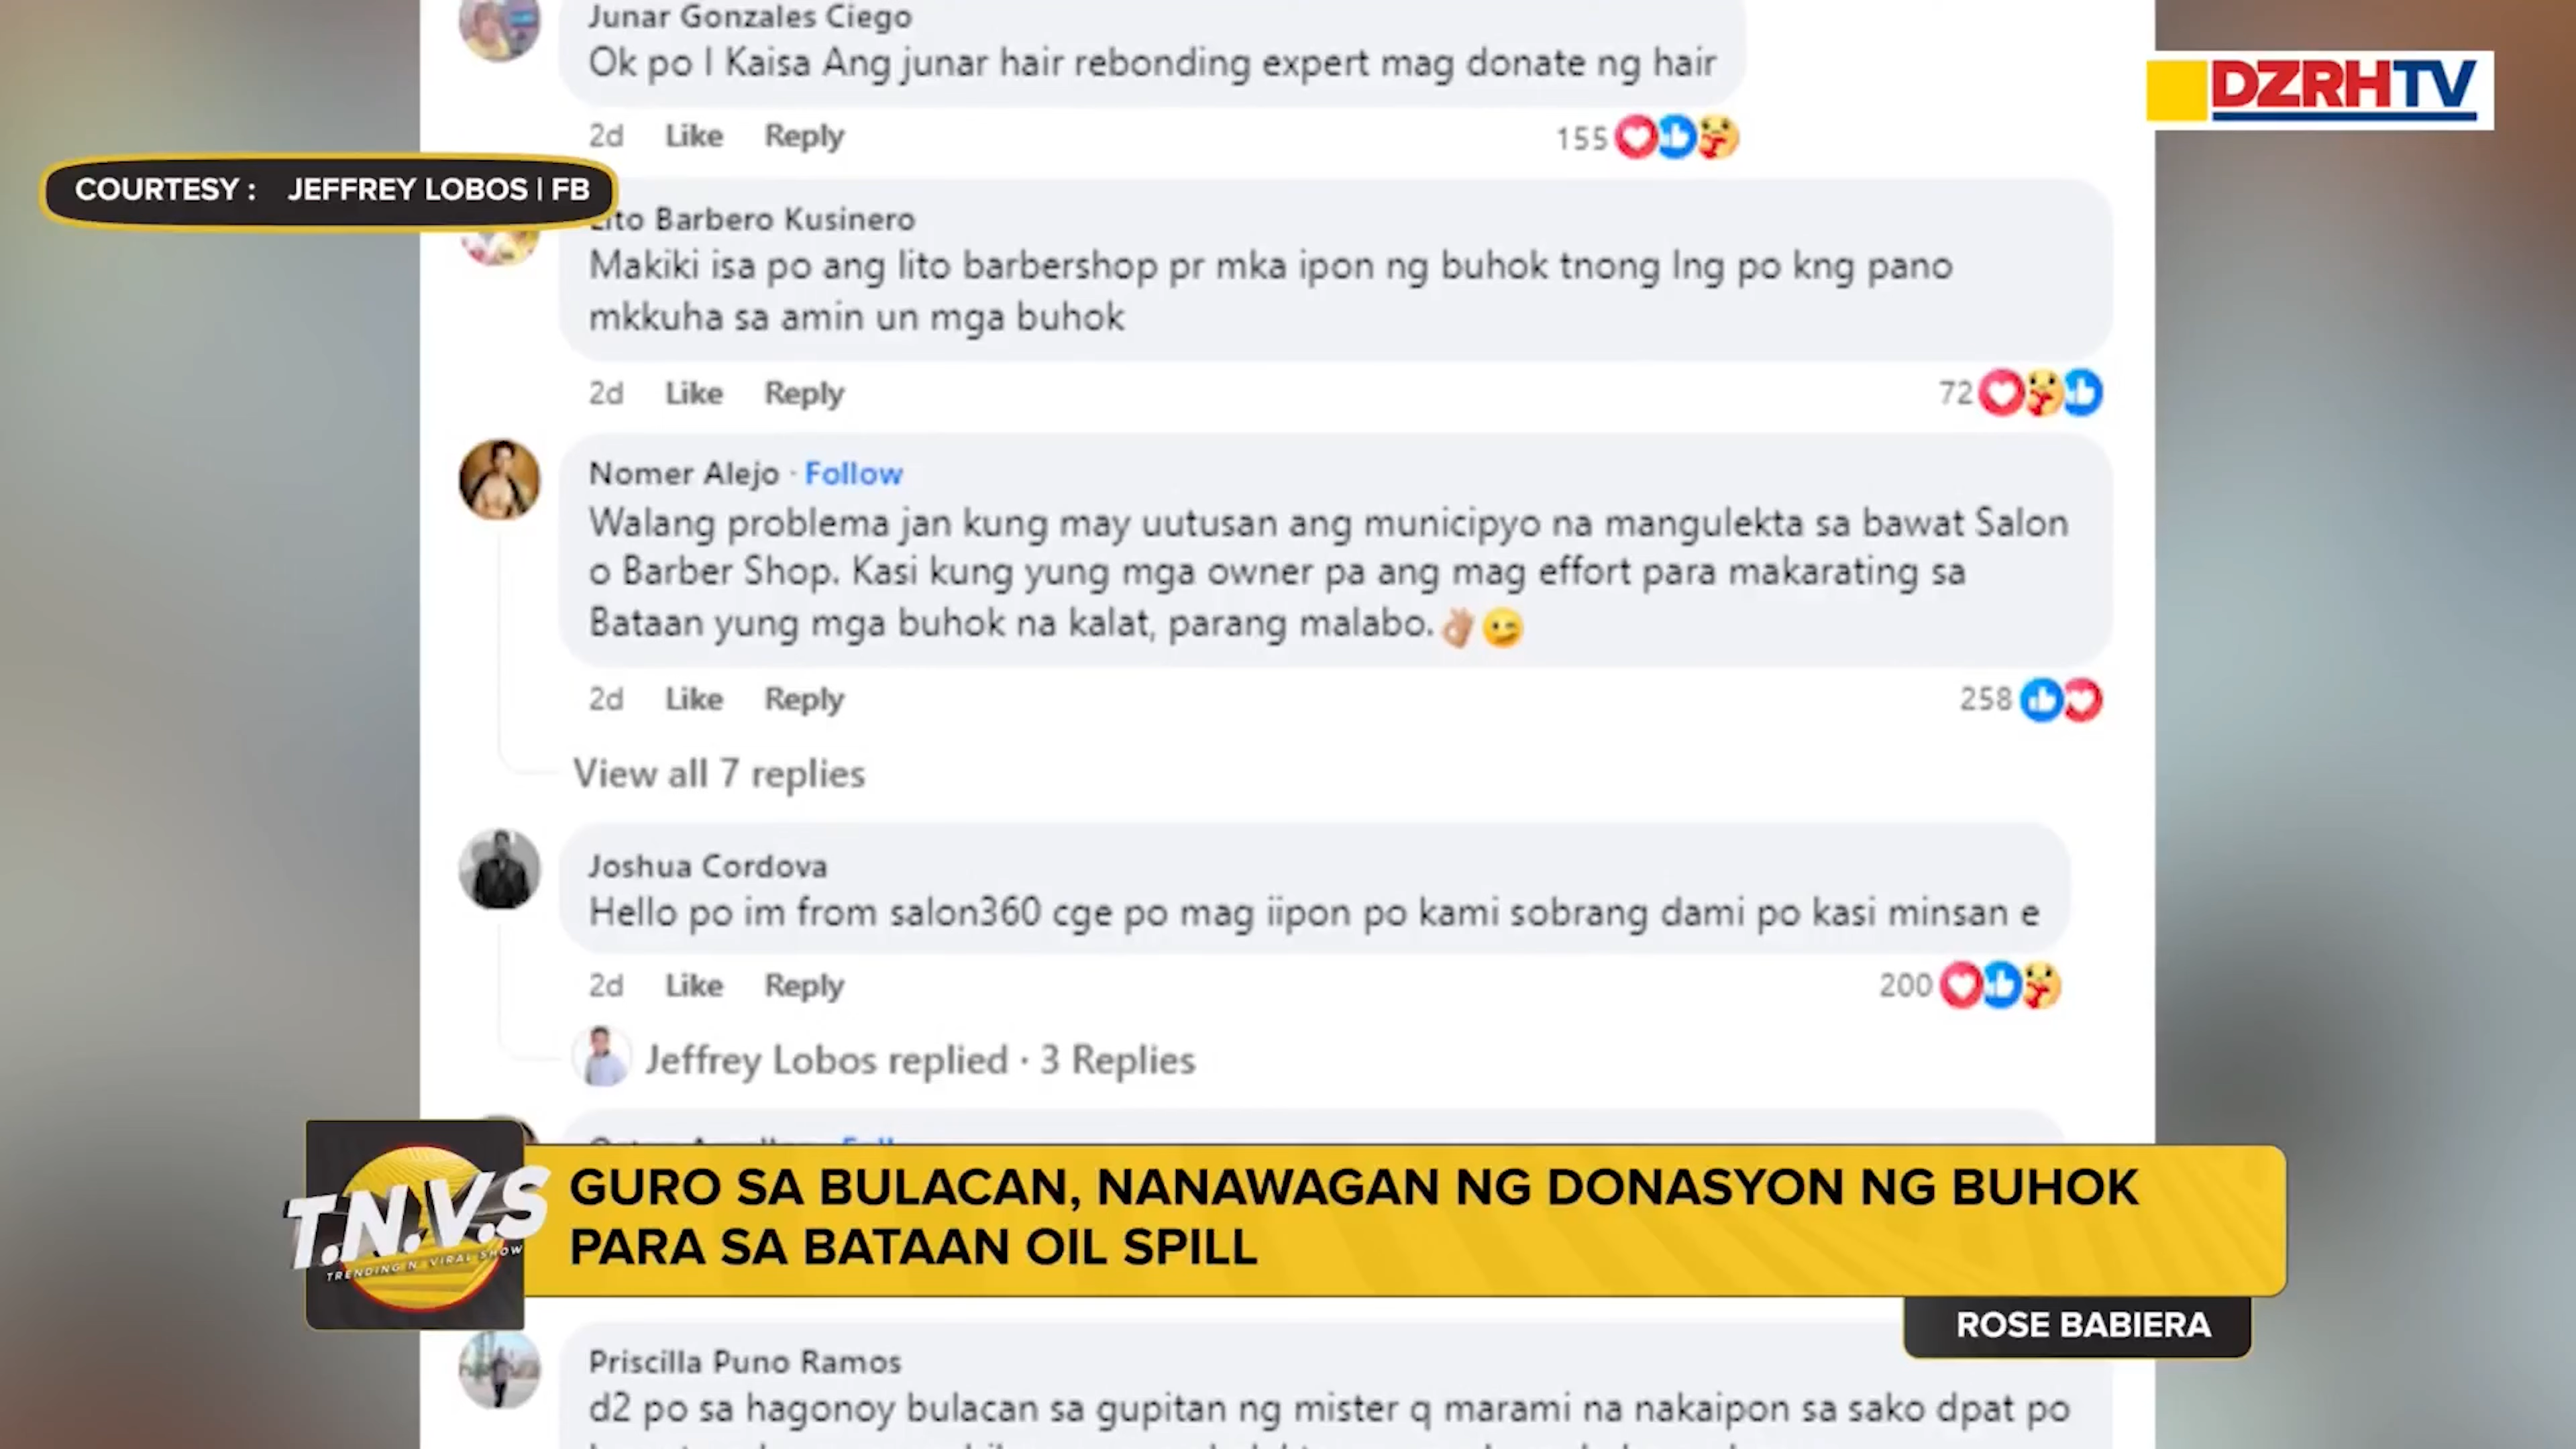 Junar Gonzales Ciego
Ok po I Kaisa Ang junar hair rebonding expert mag donate ng hair
2d Like Reply 155
DZRHTV
COURTESY : JEFFREY LOBOS | FB
Lito Barbero Kusinero
Makiki isa po ang lito barbershop pr mka ipon ng buhok tnong lng po kng pano
mkkuha sa amin un mga buhok
2d Like Reply 72
Nomer Alejo · Follow
Walang problema jan kung may uutusan ang municipyo na mangulekta sa bawat Salon
o Barber Shop. Kasi kung yung mga owner pa ang mag effort para makarating sa
Bataan yung mga buhok na kalat, parang malabo.👌🏼😉
2d Like Reply 258
View all 7 replies
Joshua Cordova
Hello po im from salon360 cge po mag iipon po kami sobrang dami po kasi minsan e
2d Like Reply 200
Jeffrey Lobos replied · 3 Replies
T.N.V.S
TRENDING N' VIRAL SHOW
GURO SA BULACAN, NANAWAGAN NG DONASYON NG BUHOK
PARA SA BATAAN OIL SPILL
ROSE BABIERA
Priscilla Puno Ramos
d2 po sa hagonoy bulacan sa gupitan ng mister q marami na nakaipon sa sako dpat po